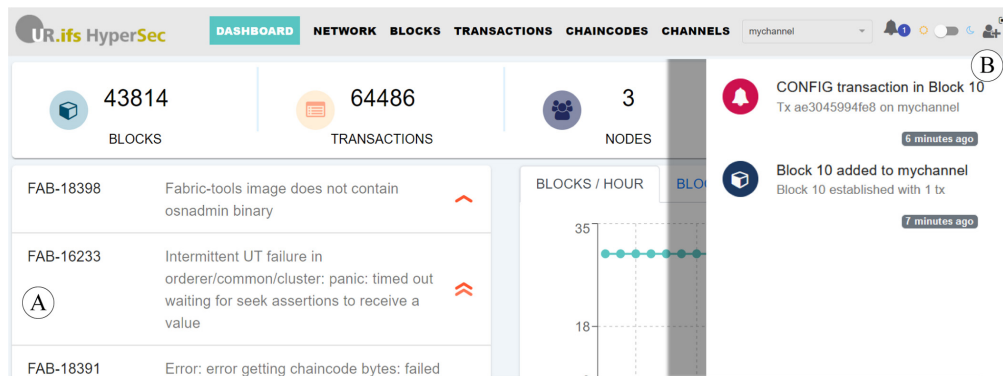 UR.ifs HyperSec
DASHBOARD NETWORK BLOCKS TRANSACTIONS CHAINCODES CHANNELS mychannel 1
43814
BLOCKS
64486
TRANSACTIONS
3
NODES
FAB-18398
Fabric-tools image does not contain
osnadmin binary
FAB-16233
Intermittent UT failure in
orderer/common/cluster: panic: timed out
waiting for seek assertions to receive a
value
A
FAB-18391
Error: error getting chaincode bytes: failed
BLOCKS / HOUR
35
18
B
CONFIG transaction in Block 10
Tx ae3045994fe8 on mychannel
6 minutes ago
Block 10 added to mychannel
Block 10 established with 1 tx
7 minutes ago